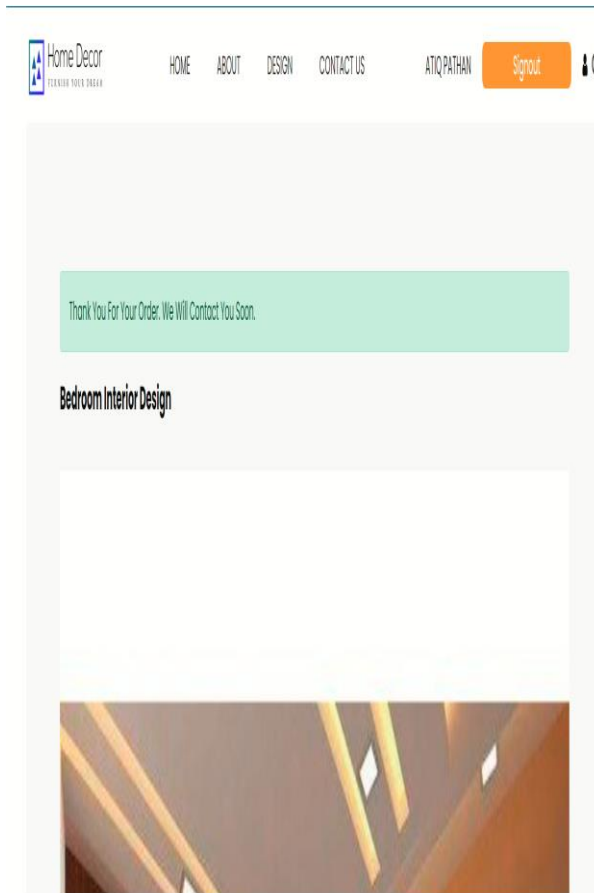 Home Decor
FURNISH YOUR DREAM
HOME ABOUT DESIGN CONTACT US ATIQ PATHAN Signout
Thank You For Your Order. We Will Contact You Soon.
Bedroom Interior Design